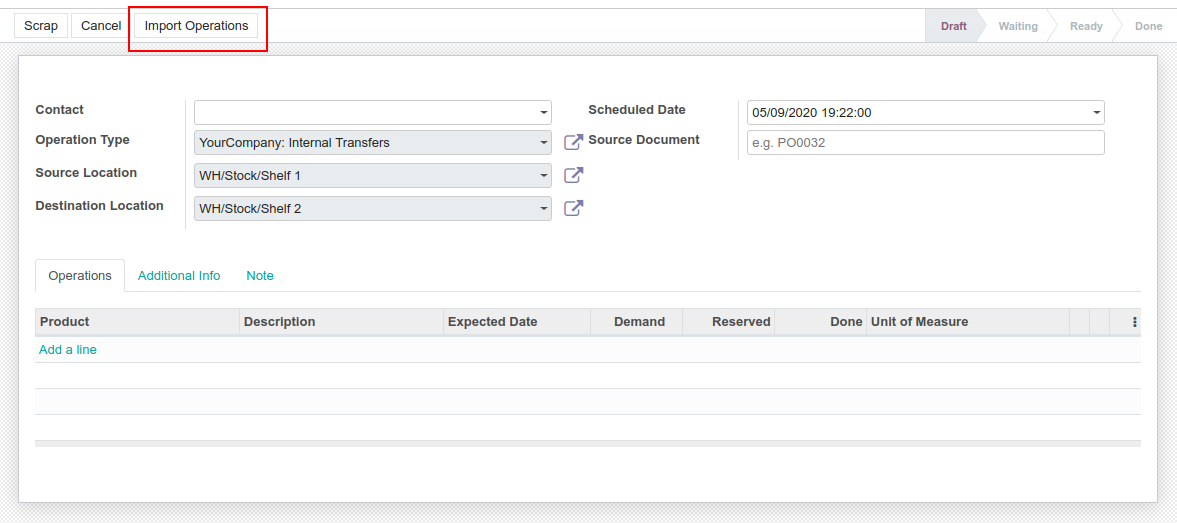 Scrap Cancel Import Operations Draft Waiting Ready Done
Contact Scheduled Date 05/09/2020 19:22:00
Operation Type YourCompany: Internal Transfers Source Document e.g. PO0032
Source Location WH/Stock/Shelf 1
Destination Location WH/Stock/Shelf 2
Operations Additional Info Note
Product Description Expected Date Demand Reserved Done Unit of Measure
Add a line